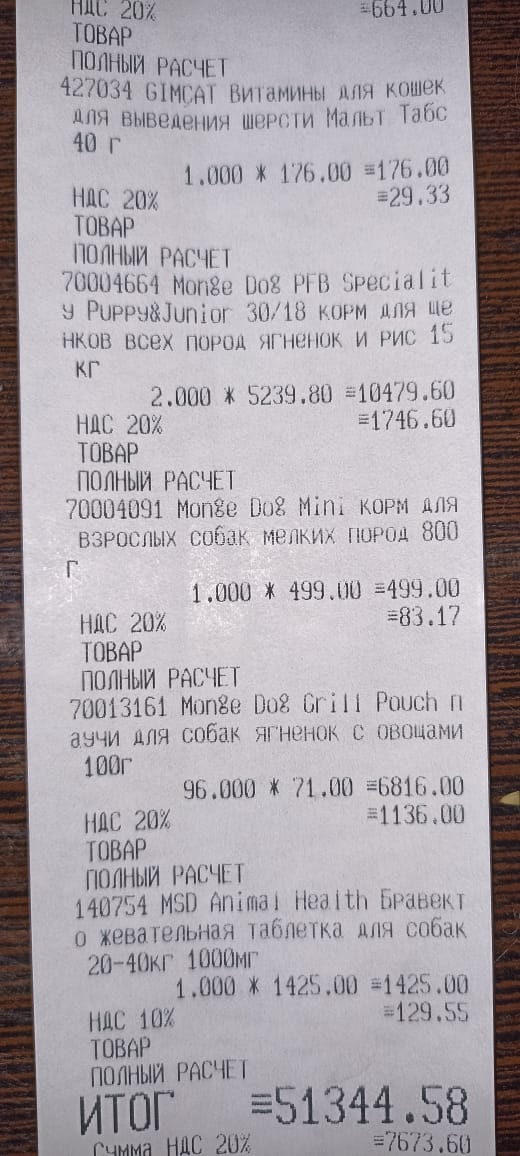 НДС 20% ≡664.00
ТОВАР
ПОЛНЫЙ РАСЧЕТ
427034 GIMCAT Витамины для кошек
для выведения шерсти Мальт Табс
40 г
1.000 * 176.00 ≡176.00
НДС 20% ≡29.33
ТОВАР
ПОЛНЫЙ РАСЧЕТ
70004664 Monge Dog PFB Specialit
y Puppy&Junior 30/18 корм для ще
нков всех пород ягненок и рис 15
кг
2.000 * 5239.80 ≡10479.60
НДС 20% ≡1746.60
ТОВАР
ПОЛНЫЙ РАСЧЕТ
70004091 Monge Dog Mini корм для
взрослых собак мелких пород 800
г
1.000 * 499.00 ≡499.00
НДС 20% ≡83.17
ТОВАР
ПОЛНЫЙ РАСЧЕТ
70013161 Monge Dog Grill Pouch п
аучи для собак ягненок с овощами
100г
96.000 * 71.00 ≡6816.00
НДС 20% ≡1136.00
ТОВАР
ПОЛНЫЙ РАСЧЕТ
140754 MSD Animal Health Бравект
о жевательная таблетка для собак
20-40кг 1000мг
1.000 * 1425.00 ≡1425.00
НДС 10% ≡129.55
ТОВАР
ПОЛНЫЙ РАСЧЕТ
ИТОГ ≡51344.58
Сумма НДС 20% ≡7673.60